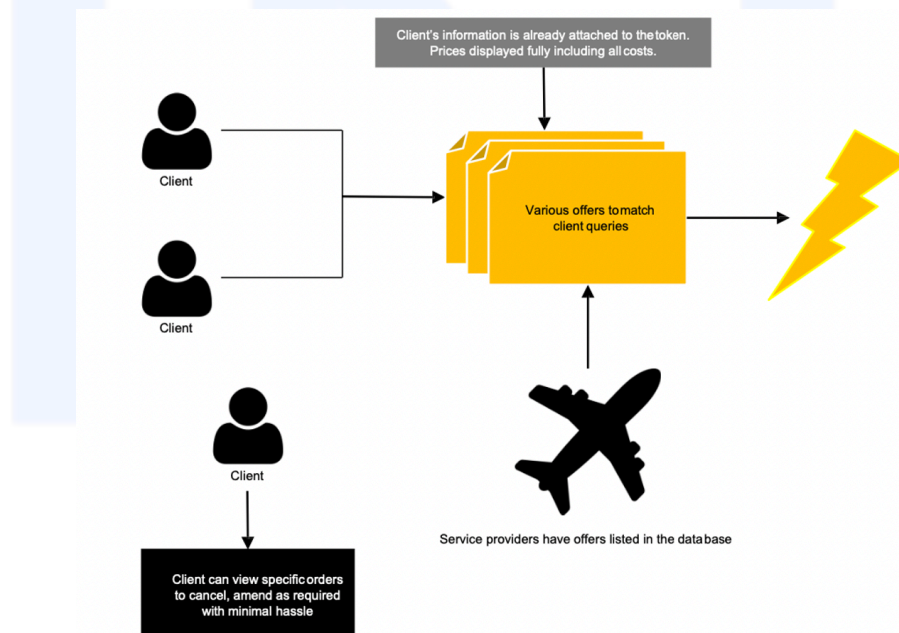 Client's information is already attached to the token.
Prices displayed fully including all costs.
Client
Various offers to match
client queries
Client
Client
Service providers have offers listed in the database
Client can view specific orders
to cancel, amend as required
with minimal hassle